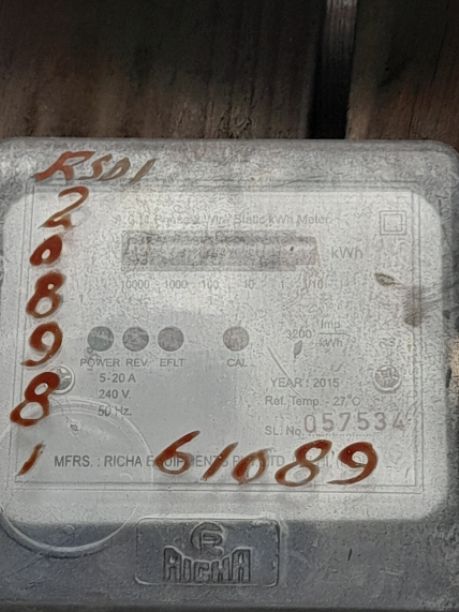 RSD1
2
0
8
9
8
1
A.C. 1 Phase 2 Wire Static kWh Meter
kWh
10000 1000 100 10 1 1/10
3200 Imp kWh
POWER REV. EFLT CAL
5-20 A
240 V.
50 Hz.
YEAR : 2015
Ref. Temp. - 27°C
SL. No. 057534
MFRS. : RICHA
61089
R
RICHA